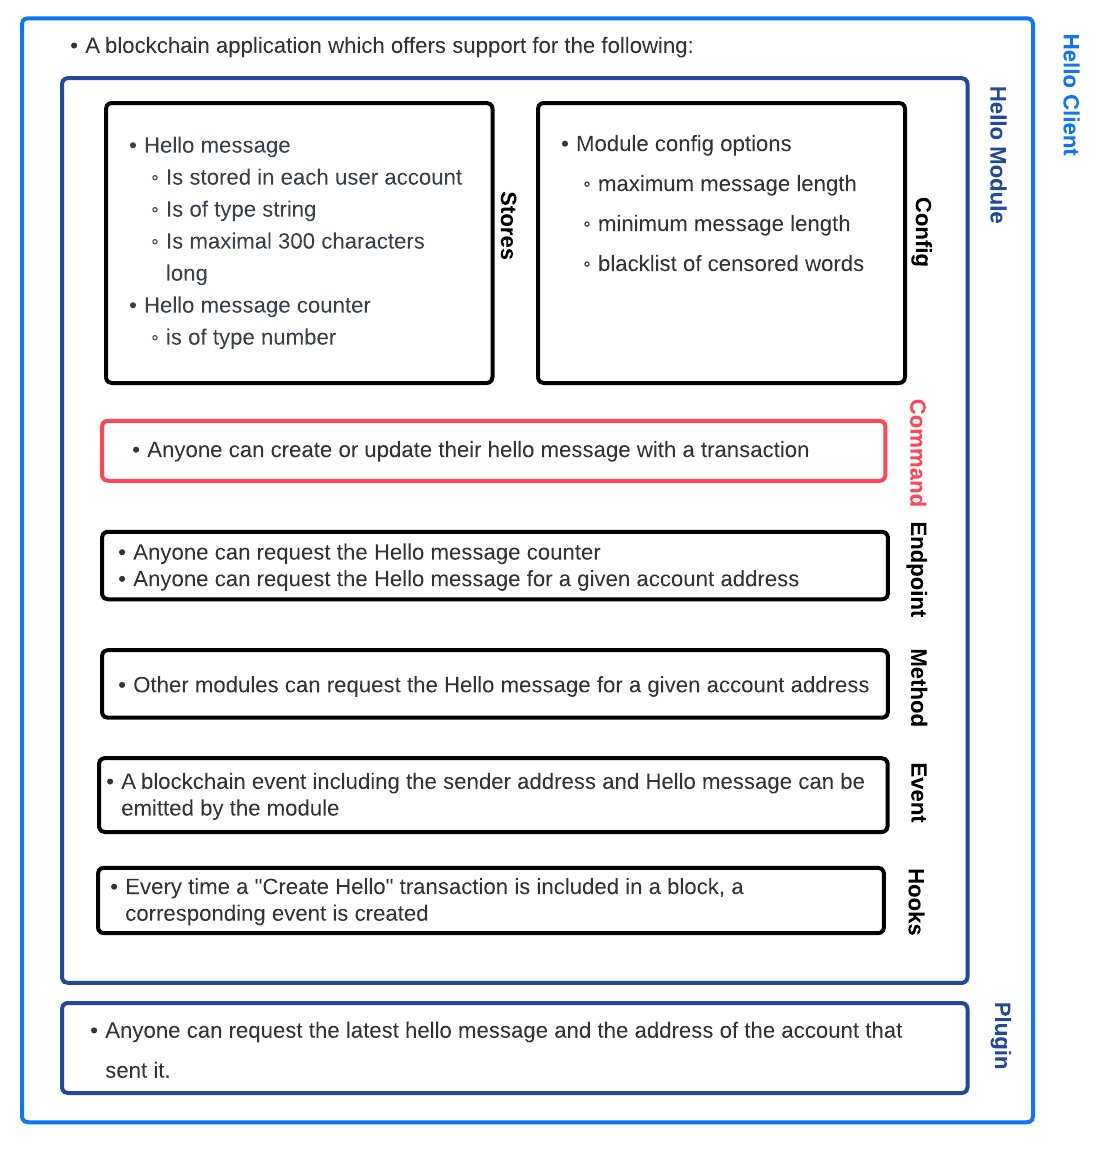 • A blockchain application which offers support for the following:
Hello Client
Hello Module
• Hello message
◦ Is stored in each user account
◦ Is of type string
◦ Is maximal 300 characters
long
• Hello message counter
◦ is of type number
Stores
• Module config options
◦ maximum message length
◦ minimum message length
◦ blacklist of censored words
Config
• Anyone can create or update their hello message with a transaction
Command
• Anyone can request the Hello message counter
• Anyone can request the Hello message for a given account address
Endpoint
• Other modules can request the Hello message for a given account address
Method
• A blockchain event including the sender address and Hello message can be
emitted by the module
Event
• Every time a "Create Hello" transaction is included in a block, a
corresponding event is created
Hooks
• Anyone can request the latest hello message and the address of the account that
sent it.
Plugin